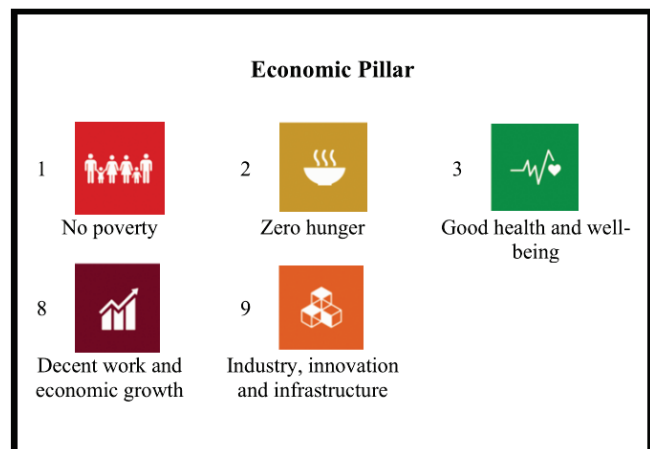 Economic Pillar
1
2
3
No poverty
Zero hunger
Good health and well-
being
8
9
Decent work and
economic growth
Industry, innovation
and infrastructure